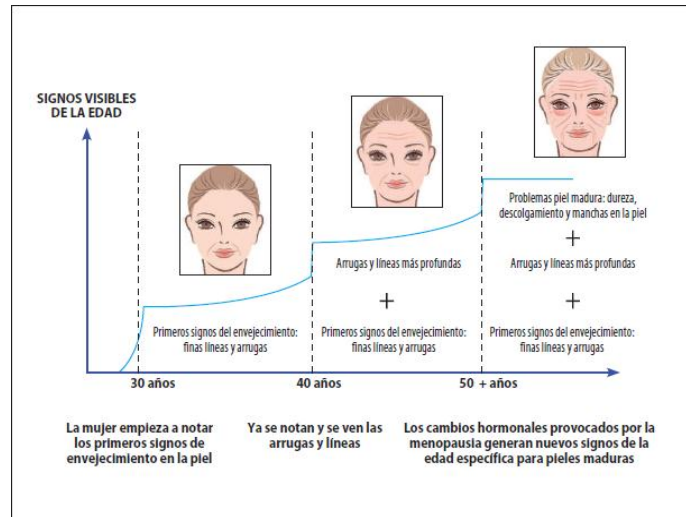 SIGNOS VISIBLES
DE LA EDAD
Problemas piel madura: dureza,
descolgamiento y manchas en la piel
+
Arrugas y líneas más profundas
+
Primeros signos del envejecimiento:
finas líneas y arrugas
Arrugas y líneas más profundas
+
Primeros signos del envejecimiento:
finas líneas y arrugas
Primeros signos del envejecimiento:
finas líneas y arrugas
30 años
40 años
50 + años
La mujer empieza a notar
los primeros signos de
envejecimiento en la piel
Ya se notan y se ven las
arrugas y líneas
Los cambios hormonales provocados por la
menopausia generan nuevos signos de la
edad específica para pieles maduras